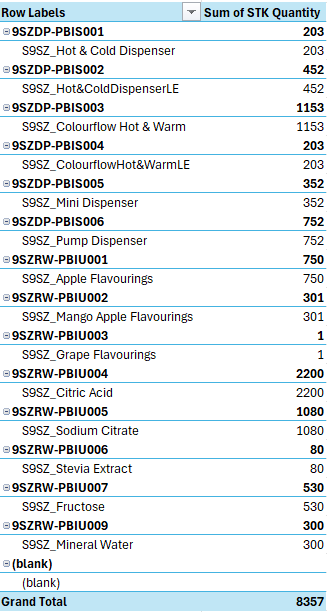 Row Labels Sum of STK Quantity
9SZDP-PBIS001 203
S9SZ_Hot & Cold Dispenser 203
9SZDP-PBIS002 452
S9SZ_Hot&ColdDispenserLE 452
9SZDP-PBIS003 1153
S9SZ_Colourflow Hot & Warm 1153
9SZDP-PBIS004 203
S9SZ_ColourflowHot&WarmLE 203
9SZDP-PBIS005 352
S9SZ_Mini Dispenser 352
9SZDP-PBIS006 752
S9SZ_Pump Dispenser 752
9SZRW-PBIU001 750
S9SZ_Apple Flavourings 750
9SZRW-PBIU002 301
S9SZ_Mango Apple Flavourings 301
9SZRW-PBIU003 1
S9SZ_Grape Flavourings 1
9SZRW-PBIU004 2200
S9SZ_Citric Acid 2200
9SZRW-PBIU005 1080
S9SZ_Sodium Citrate 1080
9SZRW-PBIU006 80
S9SZ_Stevia Extract 80
9SZRW-PBIU007 530
S9SZ_Fructose 530
9SZRW-PBIU009 300
S9SZ_Mineral Water 300
(blank)
(blank)
Grand Total 8357